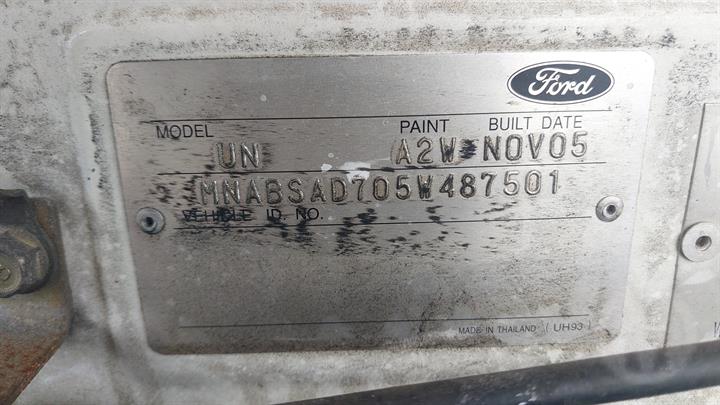 Ford
MODEL PAINT BUILT DATE
UN A2W NOV05
MNABSAD705W487501
VEHICLE ID. NO.
MADE IN THAILAND (UH93)